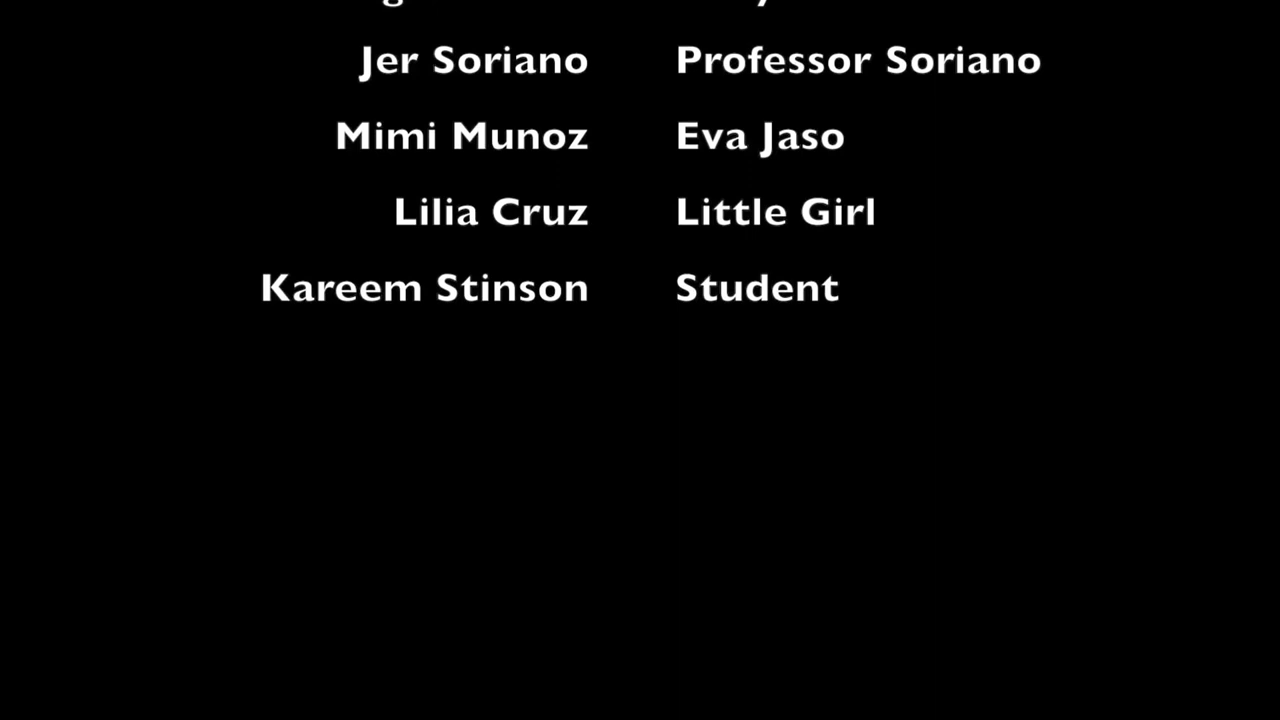 Jer Soriano Professor Soriano
Mimi Munoz Eva Jaso
Lilia Cruz Little Girl
Kareem Stinson Student